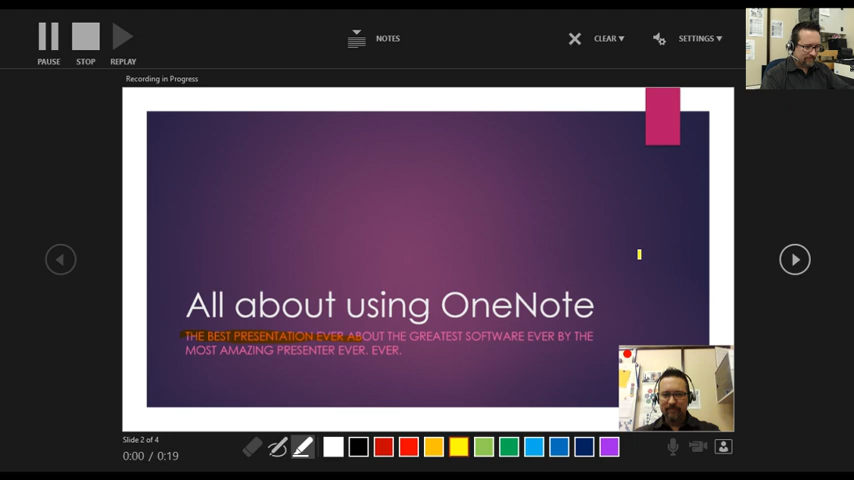 PAUSE
STOP
REPLAY
NOTES
CLEAR
SETTINGS
Recording in Progress
All about using OneNote
THE BEST PRESENTATION EVER ABOUT THE GREATEST SOFTWARE EVER BY THE
MOST AMAZING PRESENTER EVER. EVER.
Slide 2 of 4
0:00 / 0:19